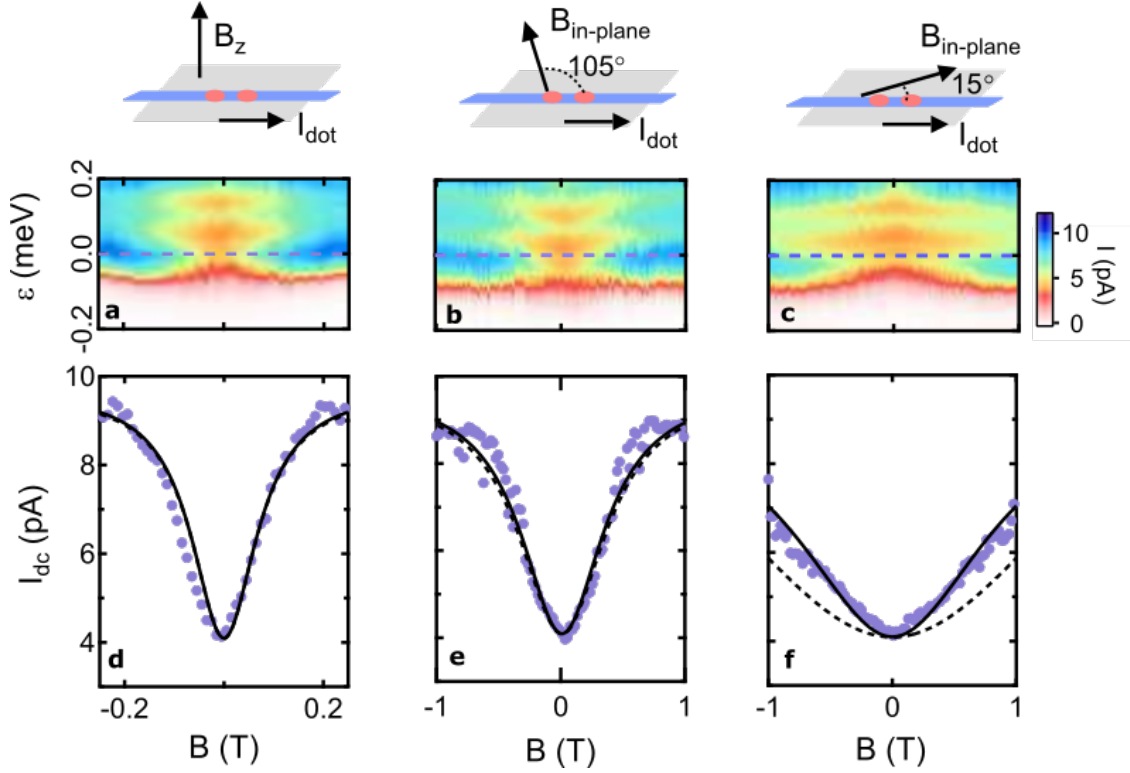 B_z
I_dot
B_in-plane
105°
I_dot
B_in-plane
15°
I_dot
ε (meV)
0.2
0.0
-0.2
a
b
c
10
5
0
I (pA)
I_dc (pA)
10
8
6
4
d
e
f
-0.2
0.2
-1
0
1
-1
0
1
B (T)
B (T)
B (T)